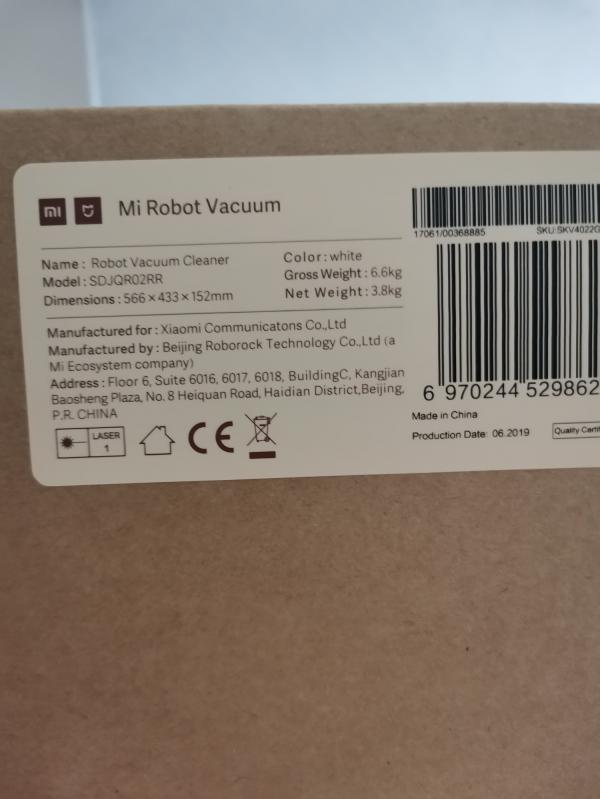 mi
Mi Robot Vacuum
17061/00368885
SKU:SKV4022G
Name : Robot Vacuum Cleaner
Model : SDJQR02RR
Dimensions : 566×433×152mm
Color : white
Gross Weight : 6.6kg
Net Weight : 3.8kg
Manufactured for : Xiaomi Communicatons Co.,Ltd
Manufactured by : Beijing Roborock Technology Co.,Ltd (a
Mi Ecosystem company)
Address : Floor 6, Suite 6016, 6017, 6018, BuildingC, Kangjian
Baosheng Plaza, No. 8 Heiquan Road, Haidian District,Beijing,
P.R. CHINA
LASER
1
CE
6 970244 529862
Made in China
Production Date: 06.2019
Quality